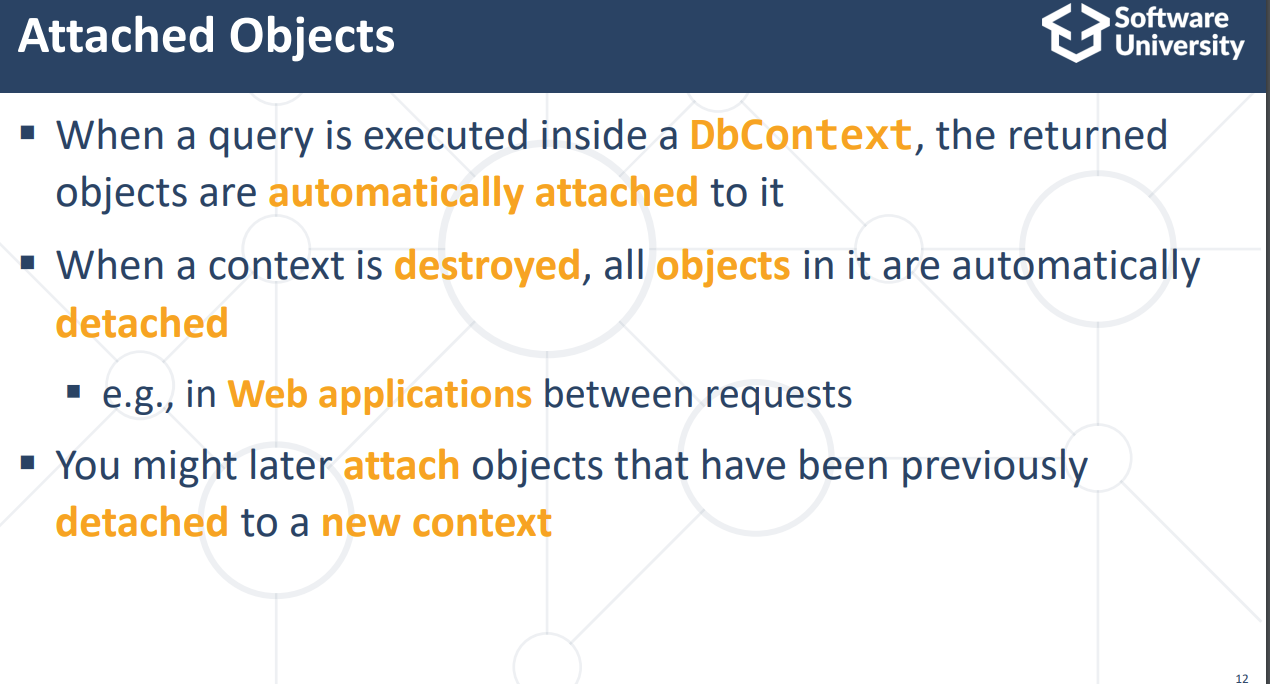 Attached Objects
Software
University
▪ When a query is executed inside a DbContext, the returned
objects are automatically attached to it
▪ When a context is destroyed, all objects in it are automatically
detached
▪ e.g., in Web applications between requests
▪ You might later attach objects that have been previously
detached to a new context
12